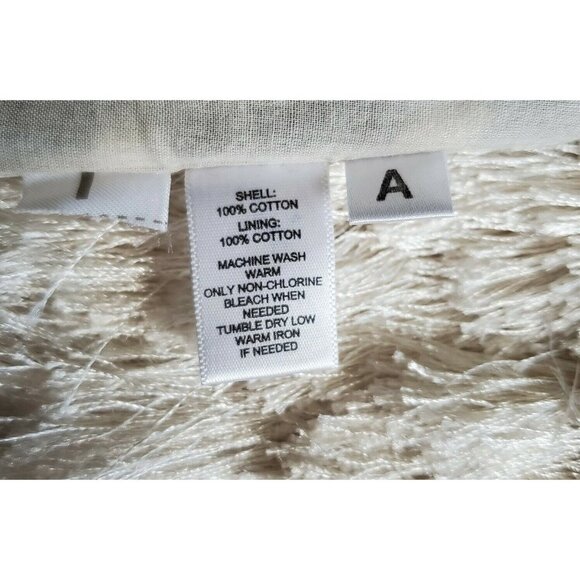 SHELL:
100% COTTON
LINING:
100% COTTON
MACHINE WASH
WARM
ONLY NON-CHLORINE
BLEACH WHEN
NEEDED
TUMBLE DRY LOW
WARM IRON
IF NEEDED
A